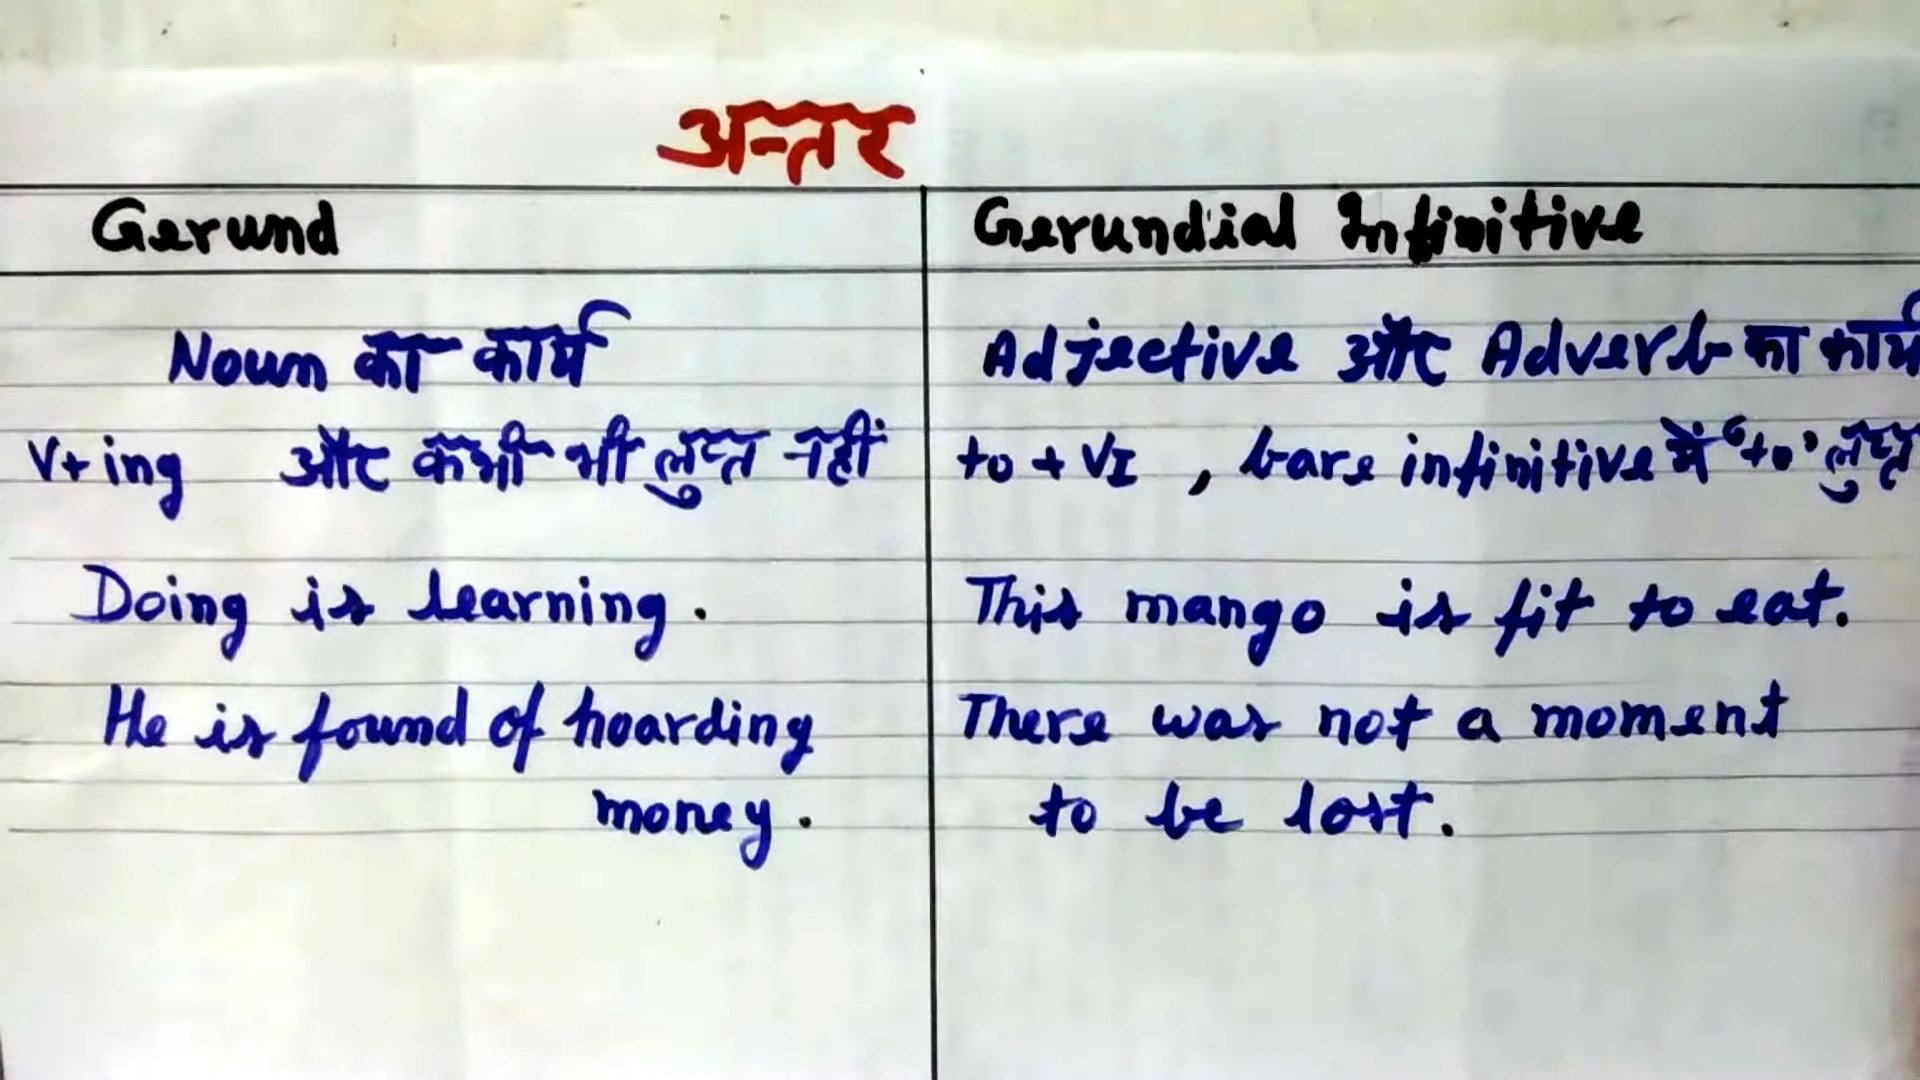 अन्तर
Gerund
Gerundial Infinitive
Noun का कार्य
Adjective और Adverb का कार्य
V+ing और कभी भी लुप्त नहीं
to + VI , bare infinitive में 'to' लुप्त
Doing is learning.
This mango is fit to eat.
He is found of hoarding
money.
There was not a moment
to be lost.